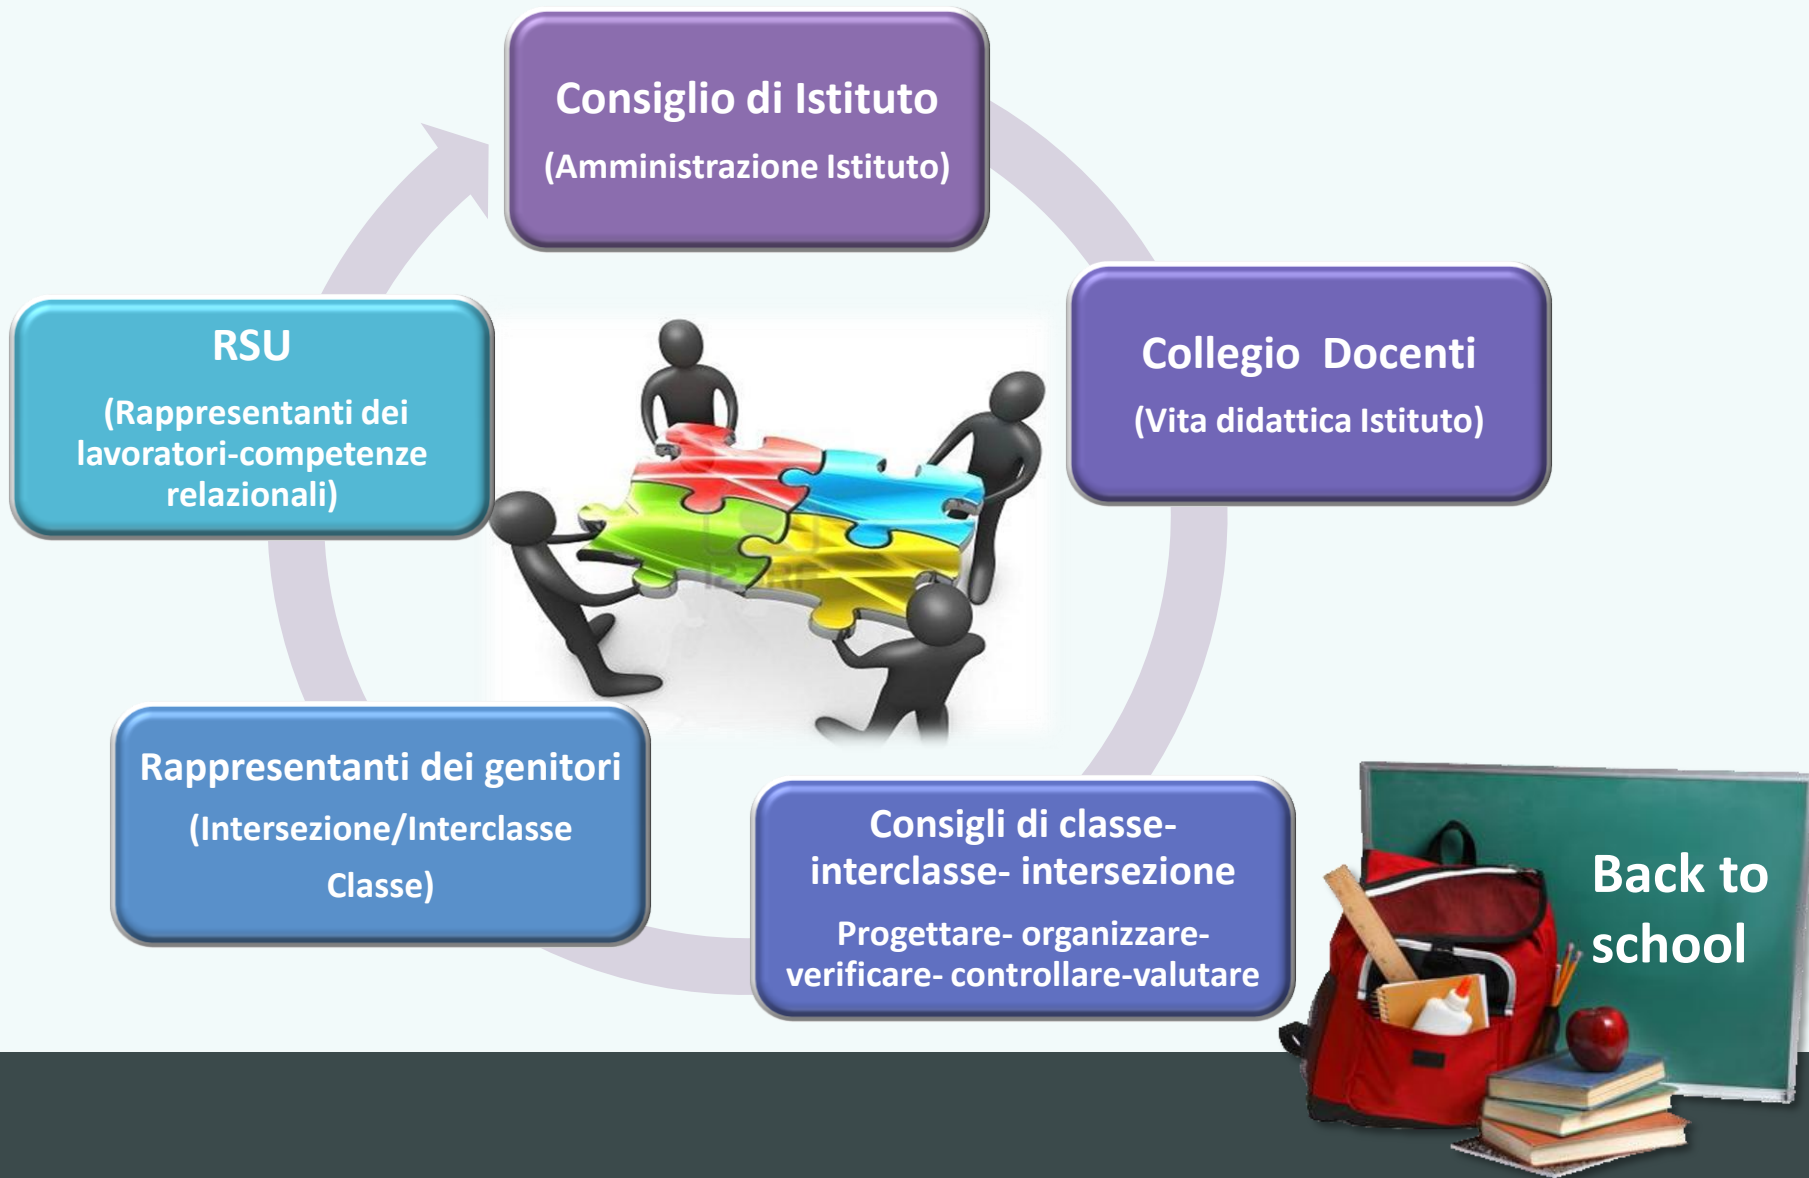 Consiglio di Istituto
(Amministrazione Istituto)
Collegio  Docenti
(Vita didattica Istituto)
Consigli di classe-
interclasse- intersezione
Progettare- organizzare-
verificare- controllare-valutare
Rappresentanti dei genitori
(Intersezione/Interclasse
Classe)
RSU
(Rappresentanti dei
lavoratori-competenze
relazionali)
123RF
Back to
school